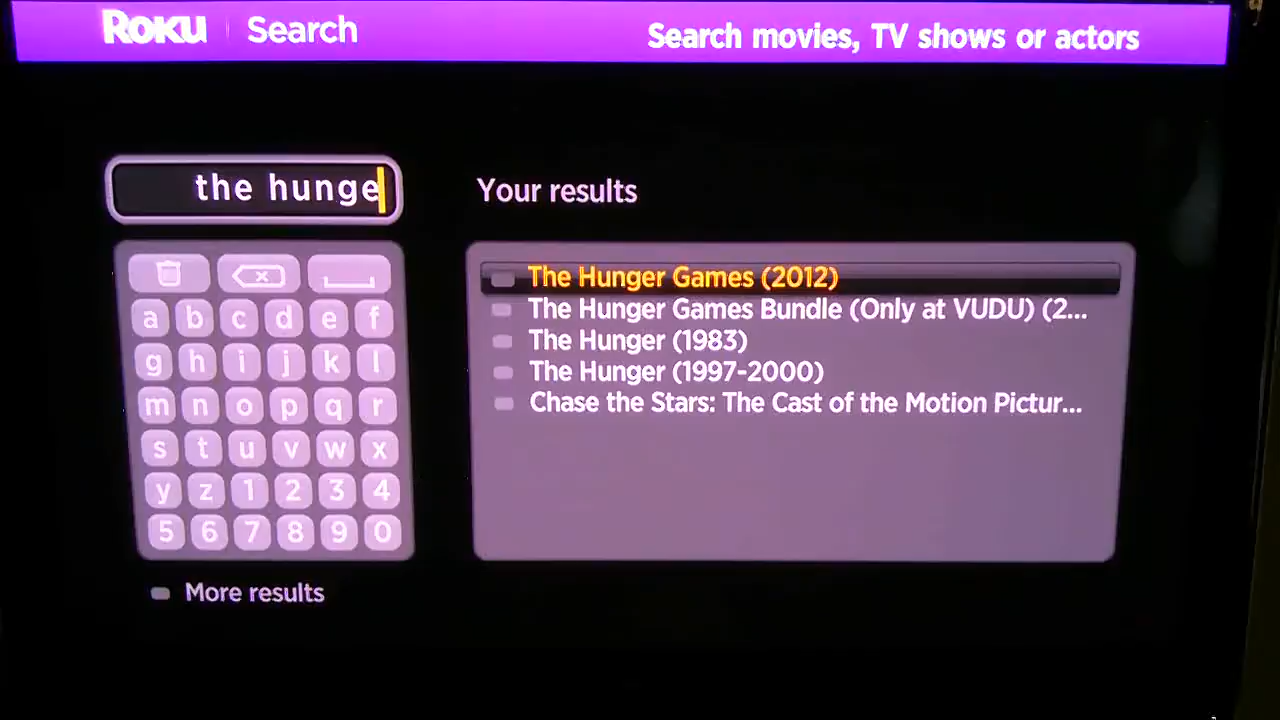 Roku | Search
Search movies, TV shows or actors
the hunge
Your results
The Hunger Games (2012)
The Hunger Games Bundle (Only at VUDU) (2...
The Hunger (1983)
The Hunger (1997-2000)
Chase the Stars: The Cast of the Motion Pictur...
a b c d e f
g h i j k l
m n o p q r
s t u v w x
y z 1 2 3 4
5 6 7 8 9 0
More results